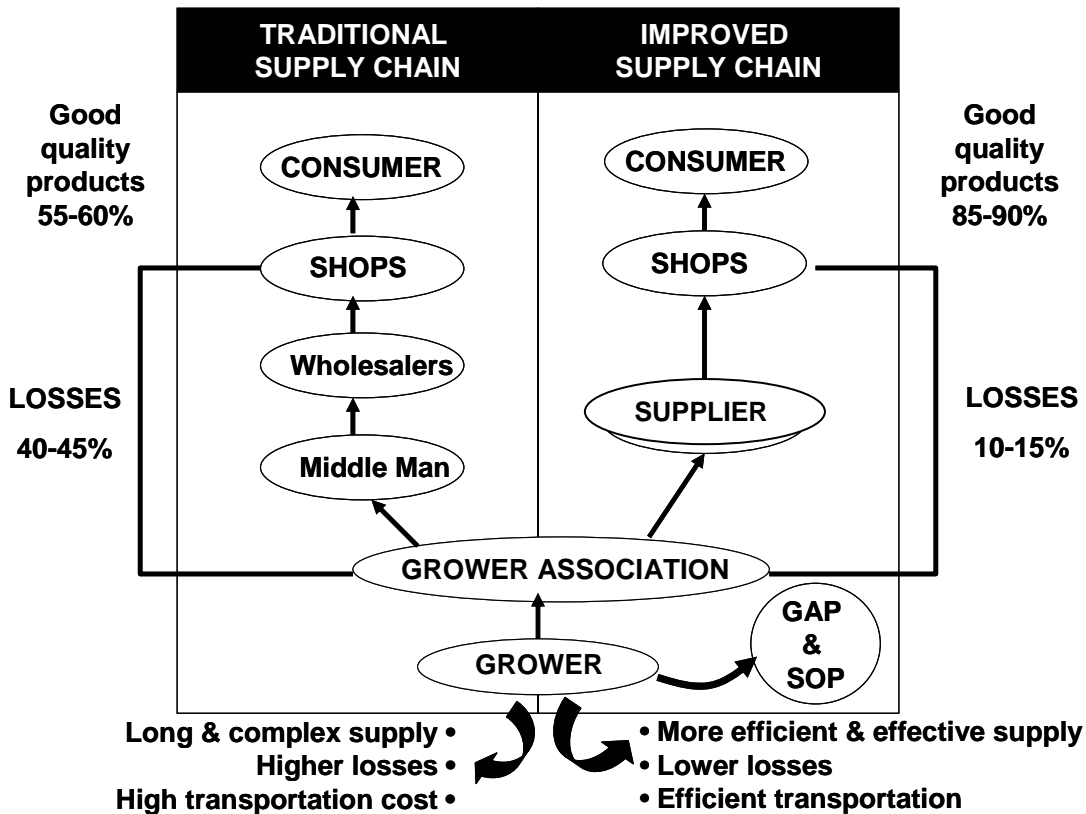 TRADITIONAL
SUPPLY CHAIN
IMPROVED
SUPPLY CHAIN
Good
quality
products
55-60%
LOSSES
40-45%
CONSUMER
SHOPS
Wholesalers
Middle Man
CONSUMER
SHOPS
SUPPLIER
Good
quality
products
85-90%
LOSSES
10-15%
GROWER ASSOCIATION
GROWER
GAP
&
SOP
Long & complex supply •
Higher losses •
High transportation cost •
• More efficient & effective supply
• Lower losses
• Efficient transportation